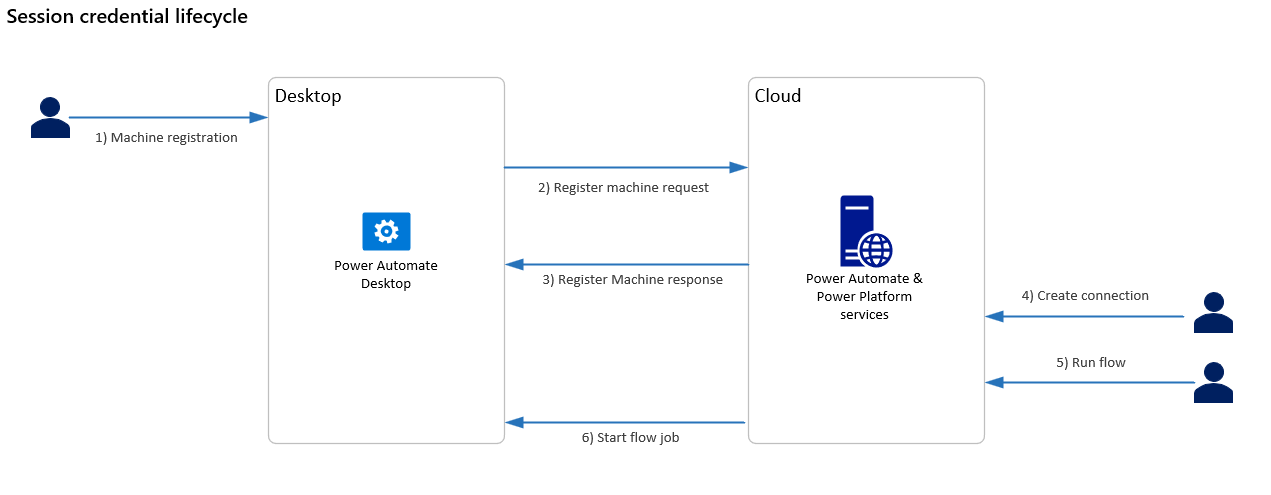 Session credential lifecycle
Desktop
Cloud
1) Machine registration
2) Register machine request
Power Automate
Desktop
3) Register Machine response
Power Automate &
Power Platform
services
4) Create connection
5) Run flow
6) Start flow job